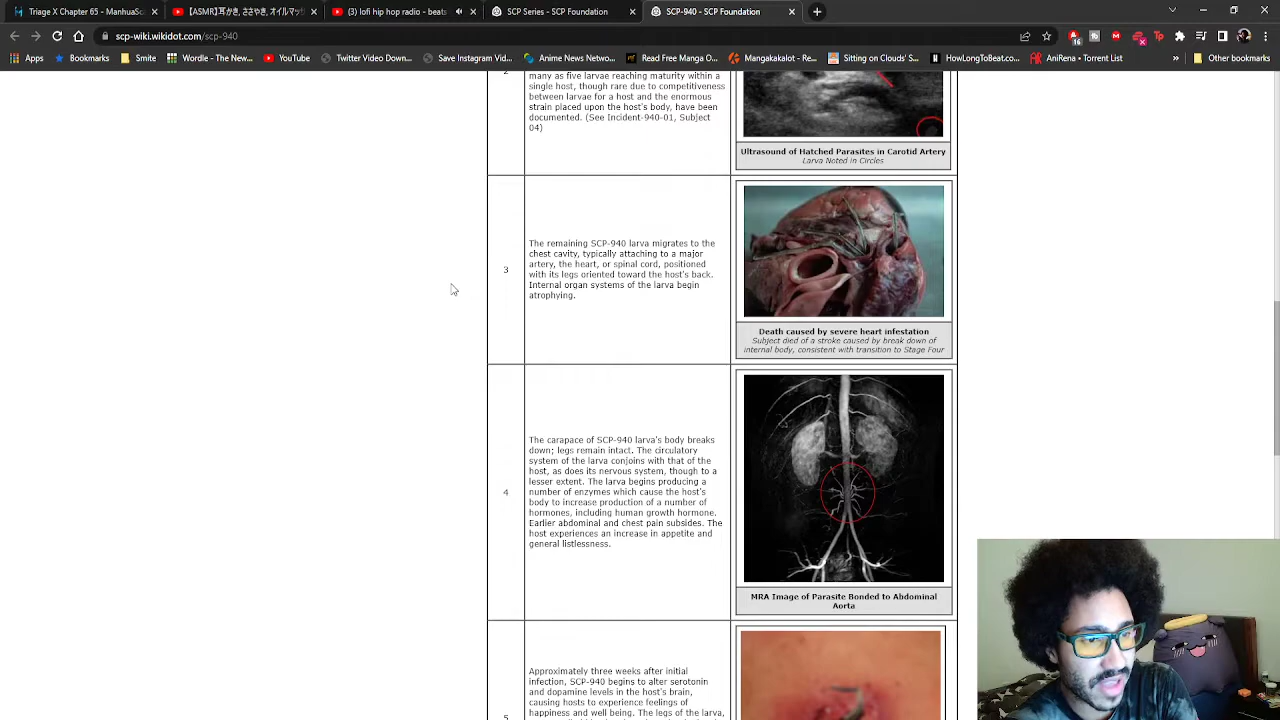 Triage X Chapter 65 - ManhuaSc
【ASMR】耳かき、ささやき、オイルマッ
(3) lofi hip hop radio - beats
SCP Series - SCP Foundation
SCP-940 - SCP Foundation
scp-wiki.wikidot.com/scp-940
16
Apps
Bookmarks
Smite
Wordle - The New...
YouTube
Twitter Video Down...
Save Instagram Vid...
Anime News Networ...
Read Free Manga O...
Mangakakalot - Rea...
Sitting on Clouds' S...
HowLongToBeat.co...
AniRena > Torrent List
Other bookmarks
2
many as five larvae reaching maturity within a
single host, though rare due to competitiveness
between larvae for a host and the enormous
strain placed upon the host's body, have been
documented. (See Incident-940-01, Subject
04)
Ultrasound of Hatched Parasites in Carotid Artery
Larva Noted in Circles
3
The remaining SCP-940 larva migrates to the
chest cavity, typically attaching to a major
artery, the heart, or spinal cord, positioned
with its legs oriented toward the host's back.
Internal organ systems of the larva begin
atrophying.
Death caused by severe heart infestation
Subject died of a stroke caused by break down of
internal body, consistent with transition to Stage Four
4
The carapace of SCP-940 larva's body breaks
down; legs remain intact. The circulatory
system of the larva conjoins with that of the
host, as does its nervous system, though to a
lesser extent. The larva begins producing a
number of enzymes which cause the host's
body to increase production of a number of
hormones, including human growth hormone.
Earlier abdominal and chest pain subsides. The
host experiences an increase in appetite and
general listlessness.
MRA Image of Parasite Bonded to Abdominal
Aorta
5
Approximately three weeks after initial
infection, SCP-940 begins to alter serotonin
and dopamine levels in the host's brain,
causing hosts to experience feelings of
happiness and well being. The legs of the larva,